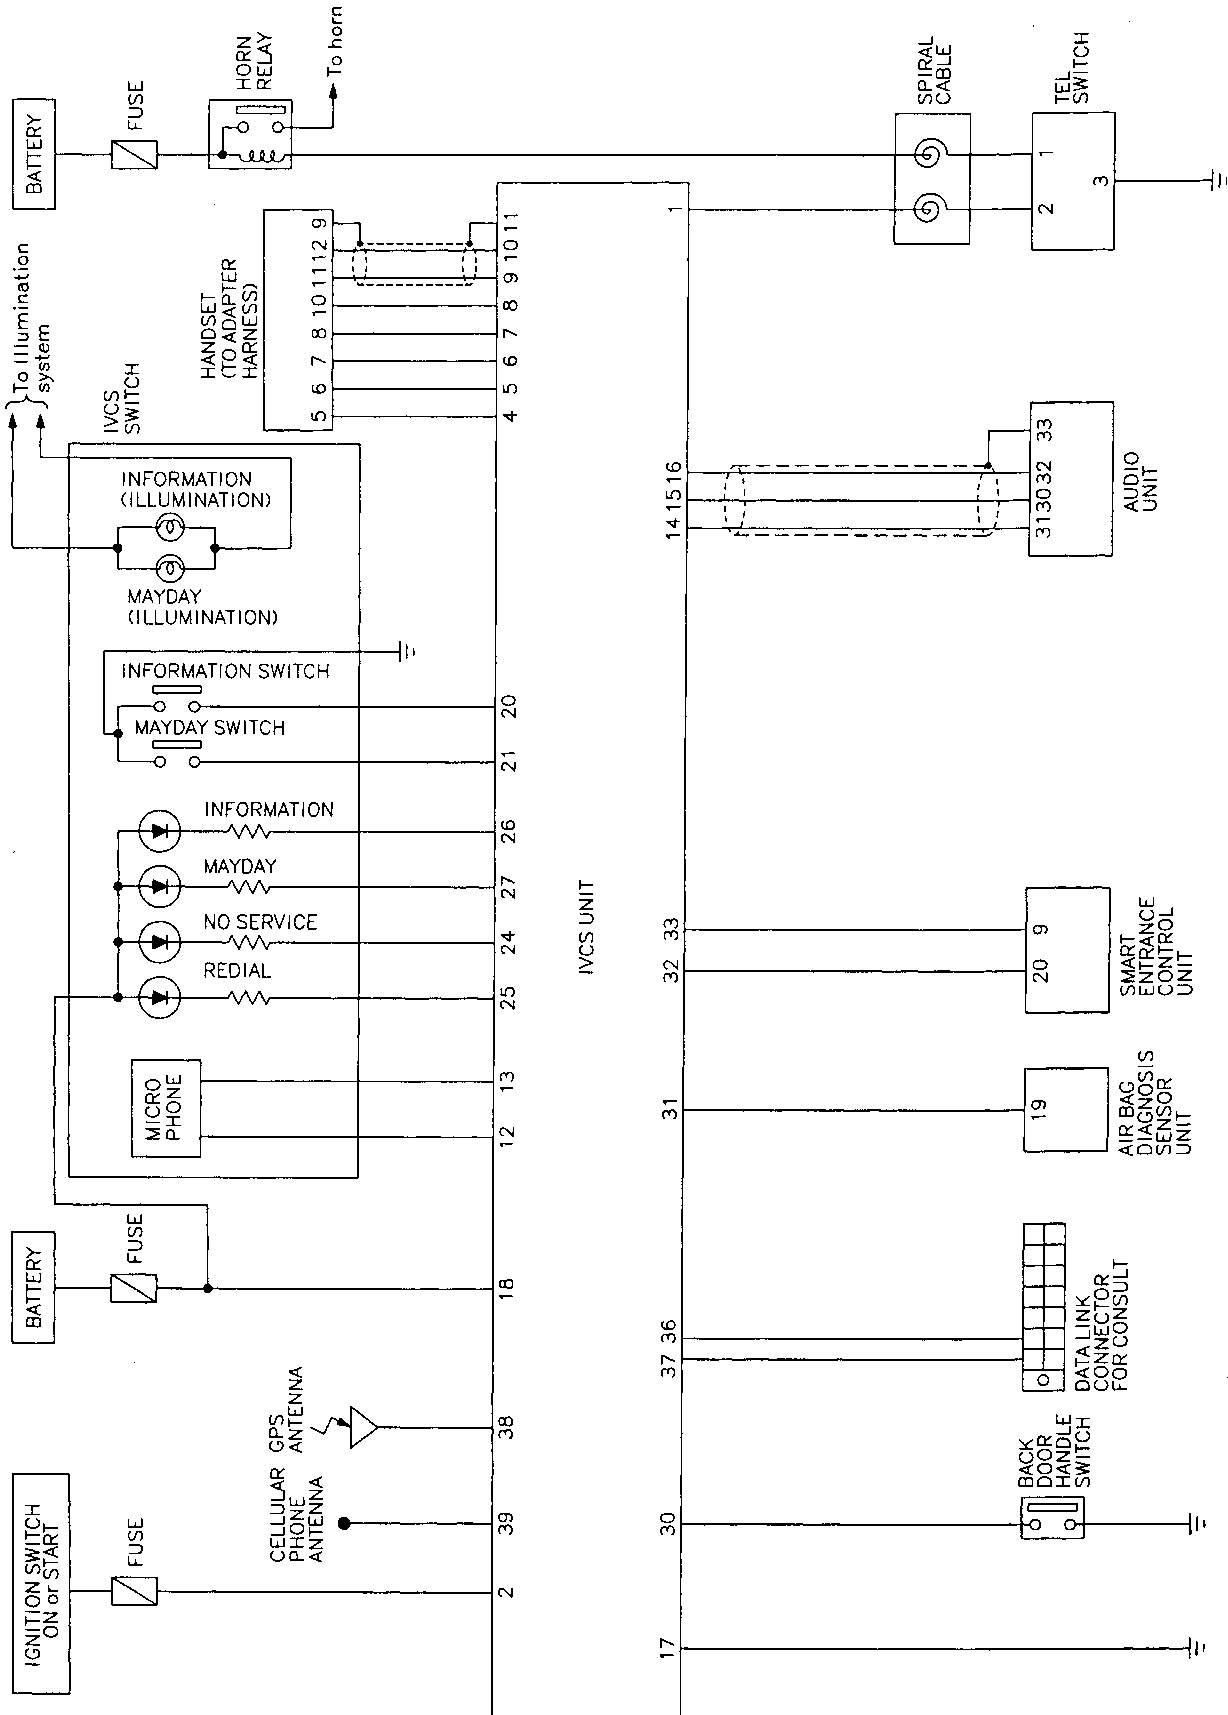 IGNITION SWITCH
ON or START
FUSE
2
CELLULAR
PHONE
ANTENNA
39
GPS
ANTENNA
38
BATTERY
FUSE
18
MICRO
PHONE
12
13
REDIAL
25
NO SERVICE
24
MAYDAY
27
INFORMATION
26
MAYDAY SWITCH
21
INFORMATION SWITCH
20
MAYDAY
(ILLUMINATION)
INFORMATION
(ILLUMINATION)
IVCS
SWITCH
To Illumination
system
HANDSET
(TO ADAPTER
HARNESS)
5 6 7 8 10 11 12 9
4 5 6 7 8 9 10 11
BATTERY
FUSE
HORN
RELAY
To horn
IVCS UNIT
17
30
BACK
DOOR
HANDLE
SWITCH
37 36
DATA LINK
CONNECTOR
FOR CONSULT
31
19
AIR BAG
DIAGNOSIS
SENSOR
UNIT
32 33
20 9
SMART
ENTRANCE
CONTROL
UNIT
14 15 16
31 30 32 33
AUDIO
UNIT
1
SPIRAL
CABLE
2 1
3
TEL
SWITCH